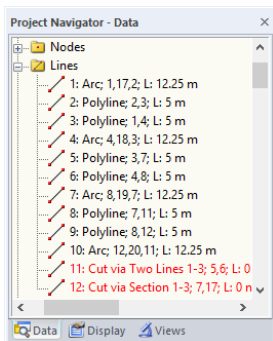 Project Navigator - Data
Nodes
Lines
1: Arc; 1,17,2; L: 12.25 m
2: Polyline; 2,3; L: 5 m
3: Polyline; 1,4; L: 5 m
4: Arc; 4,18,3; L: 12.25 m
5: Polyline; 3,7; L: 5 m
6: Polyline; 4,8; L: 5 m
7: Arc; 8,19,7; L: 12.25 m
8: Polyline; 7,11; L: 5 m
9: Polyline; 8,12; L: 5 m
10: Arc; 12,20,11; L: 12.25 m
11: Cut via Two Lines 1-3; 5,6; L: 0
12: Cut via Section 1-3; 7,17; L: 0 n
Data Display Views